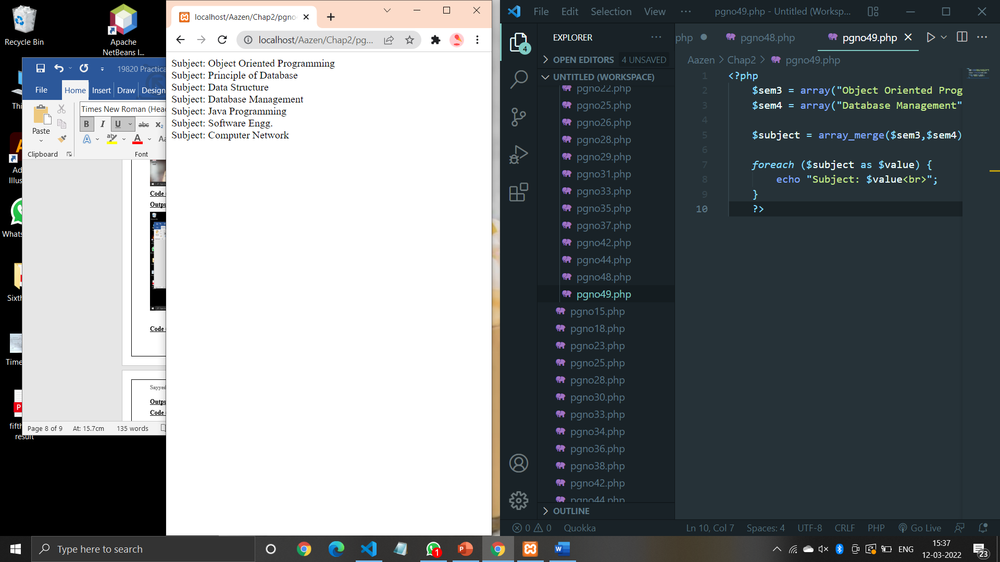 Recycle Bin
Apache
NetBeans I...
19820 Practica
File
Home
Insert
Draw
Design
Times New Roman (Head
Paste
B I U abc x₂
A ab A Aa
Clipboard
Font
Code
Outpu
Code
Sayyed
Outpu
Code
Page 8 of 9
At: 15.7cm
135 words
Ad
Illus
What
Sixth
Time
fifth
result
localhost/Aazen/Chap2/pgno
localhost/Aazen/Chap2/pg...
Subject: Object Oriented Programming
Subject: Principle of Database
Subject: Data Structure
Subject: Database Management
Subject: Java Programming
Subject: Software Engg.
Subject: Computer Network
File Edit Selection View ··· pgno49.php - Untitled (Worksp...
4
EXPLORER ···
OPEN EDITORS 4 UNSAVED
UNTITLED (WORKSPACE)
pgno22.php
pgno25.php
pgno26.php
pgno28.php
pgno29.php
pgno31.php
pgno33.php
pgno35.php
pgno37.php
pgno42.php
pgno44.php
pgno48.php
pgno49.php
pgno15.php
pgno18.php
pgno23.php
pgno25.php
pgno28.php
pgno30.php
pgno33.php
pgno34.php
pgno36.php
pgno38.php
pgno42.php
pgno44.php
OUTLINE
php
pgno48.php
pgno49.php
Aazen > Chap2 > pgno49.php
1 <?php
2 $sem3 = array("Object Oriented Prog
3 $sem4 = array("Database Management"
4
5 $subject = array_merge($sem3,$sem4)
6
7 foreach ($subject as $value) {
8 echo "Subject: $value<br>";
9 }
10 ?>
0 0 Quokka
Ln 10, Col 7 Spaces: 4 UTF-8 CRLF PHP Go Live
Type here to search
1
ENG
15:37
12-03-2022
23